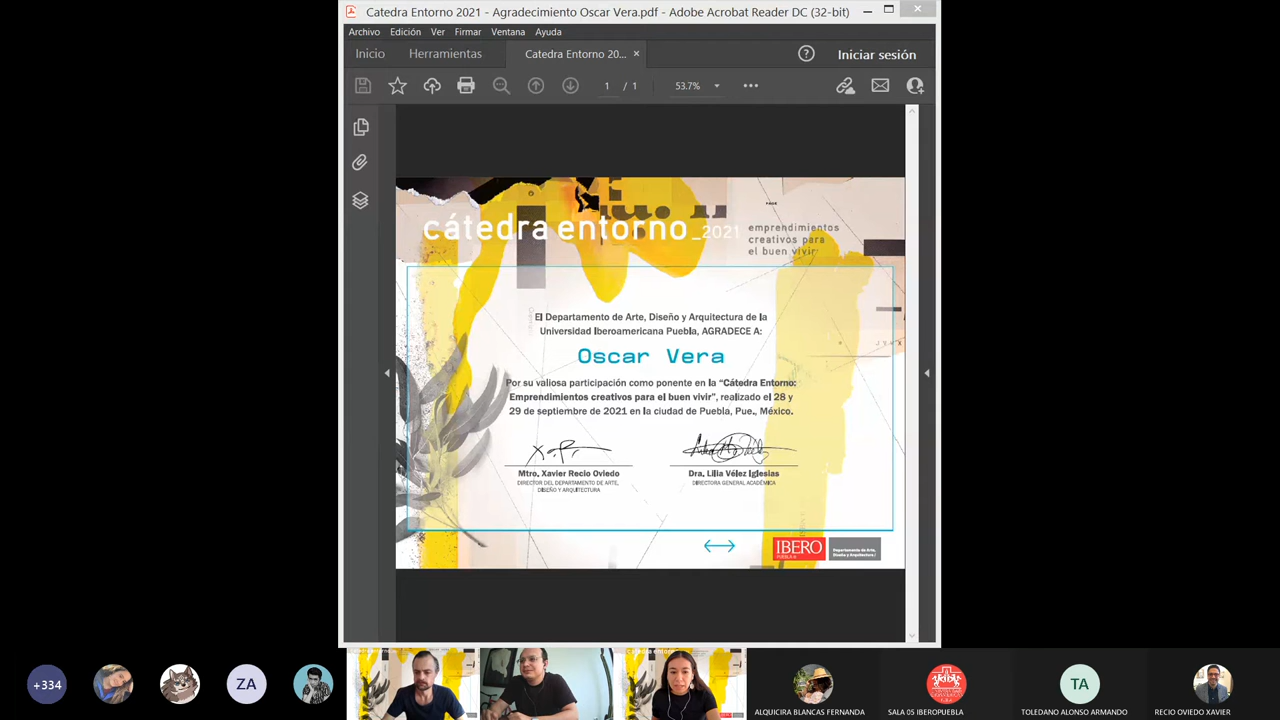 Catedra Entorno 2021 - Agradecimiento Oscar Vera.pdf - Adobe Acrobat Reader DC (32-bit)
Archivo Edición Ver Firmar Ventana Ayuda
Inicio Herramientas Catedra Entorno 20... × Iniciar sesión
1 / 1 53.7%
cátedra entorno_2021
emprendimientos
creativos para
el buen vivir
El Departamento de Arte, Diseño y Arquitectura de la
Universidad Iberoamericana Puebla, AGRADECE A:
Oscar Vera
Por su valiosa participación como ponente en la “Cátedra Entorno:
Emprendimientos creativos para el buen vivir”, realizado el 28 y
29 de septiembre de 2021 en la ciudad de Puebla, Pue., México.
Mtro. Xavier Recio Oviedo
DIRECTOR DEL DEPARTAMENTO DE ARTE,
DISEÑO Y ARQUITECTURA
Dra. Lilia Vélez Iglesias
DIRECTORA GENERAL ACADÉMICA
IBERO
PUEBLA
Departamento de Arte,
Diseño y Arquitectura /
+334
ZA
TA
ALQUICIRA BLANCAS FERNANDA
SALA 05 IBEROPUEBLA
TOLEDANO ALONSO ARMANDO
RECIO OVIEDO XAVIER